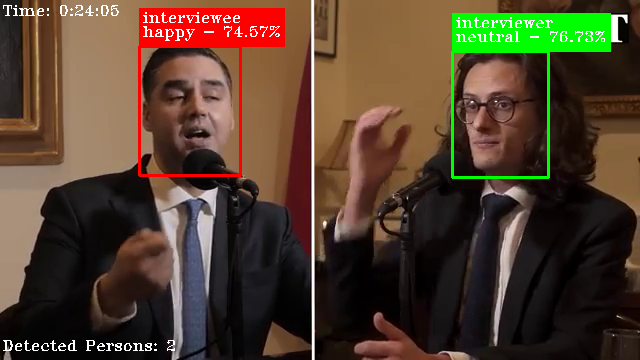 Time: 0:24:05
interviewee
happy - 74.57%
interviewer
neutral - 76.73%
T
Detected Persons: 2